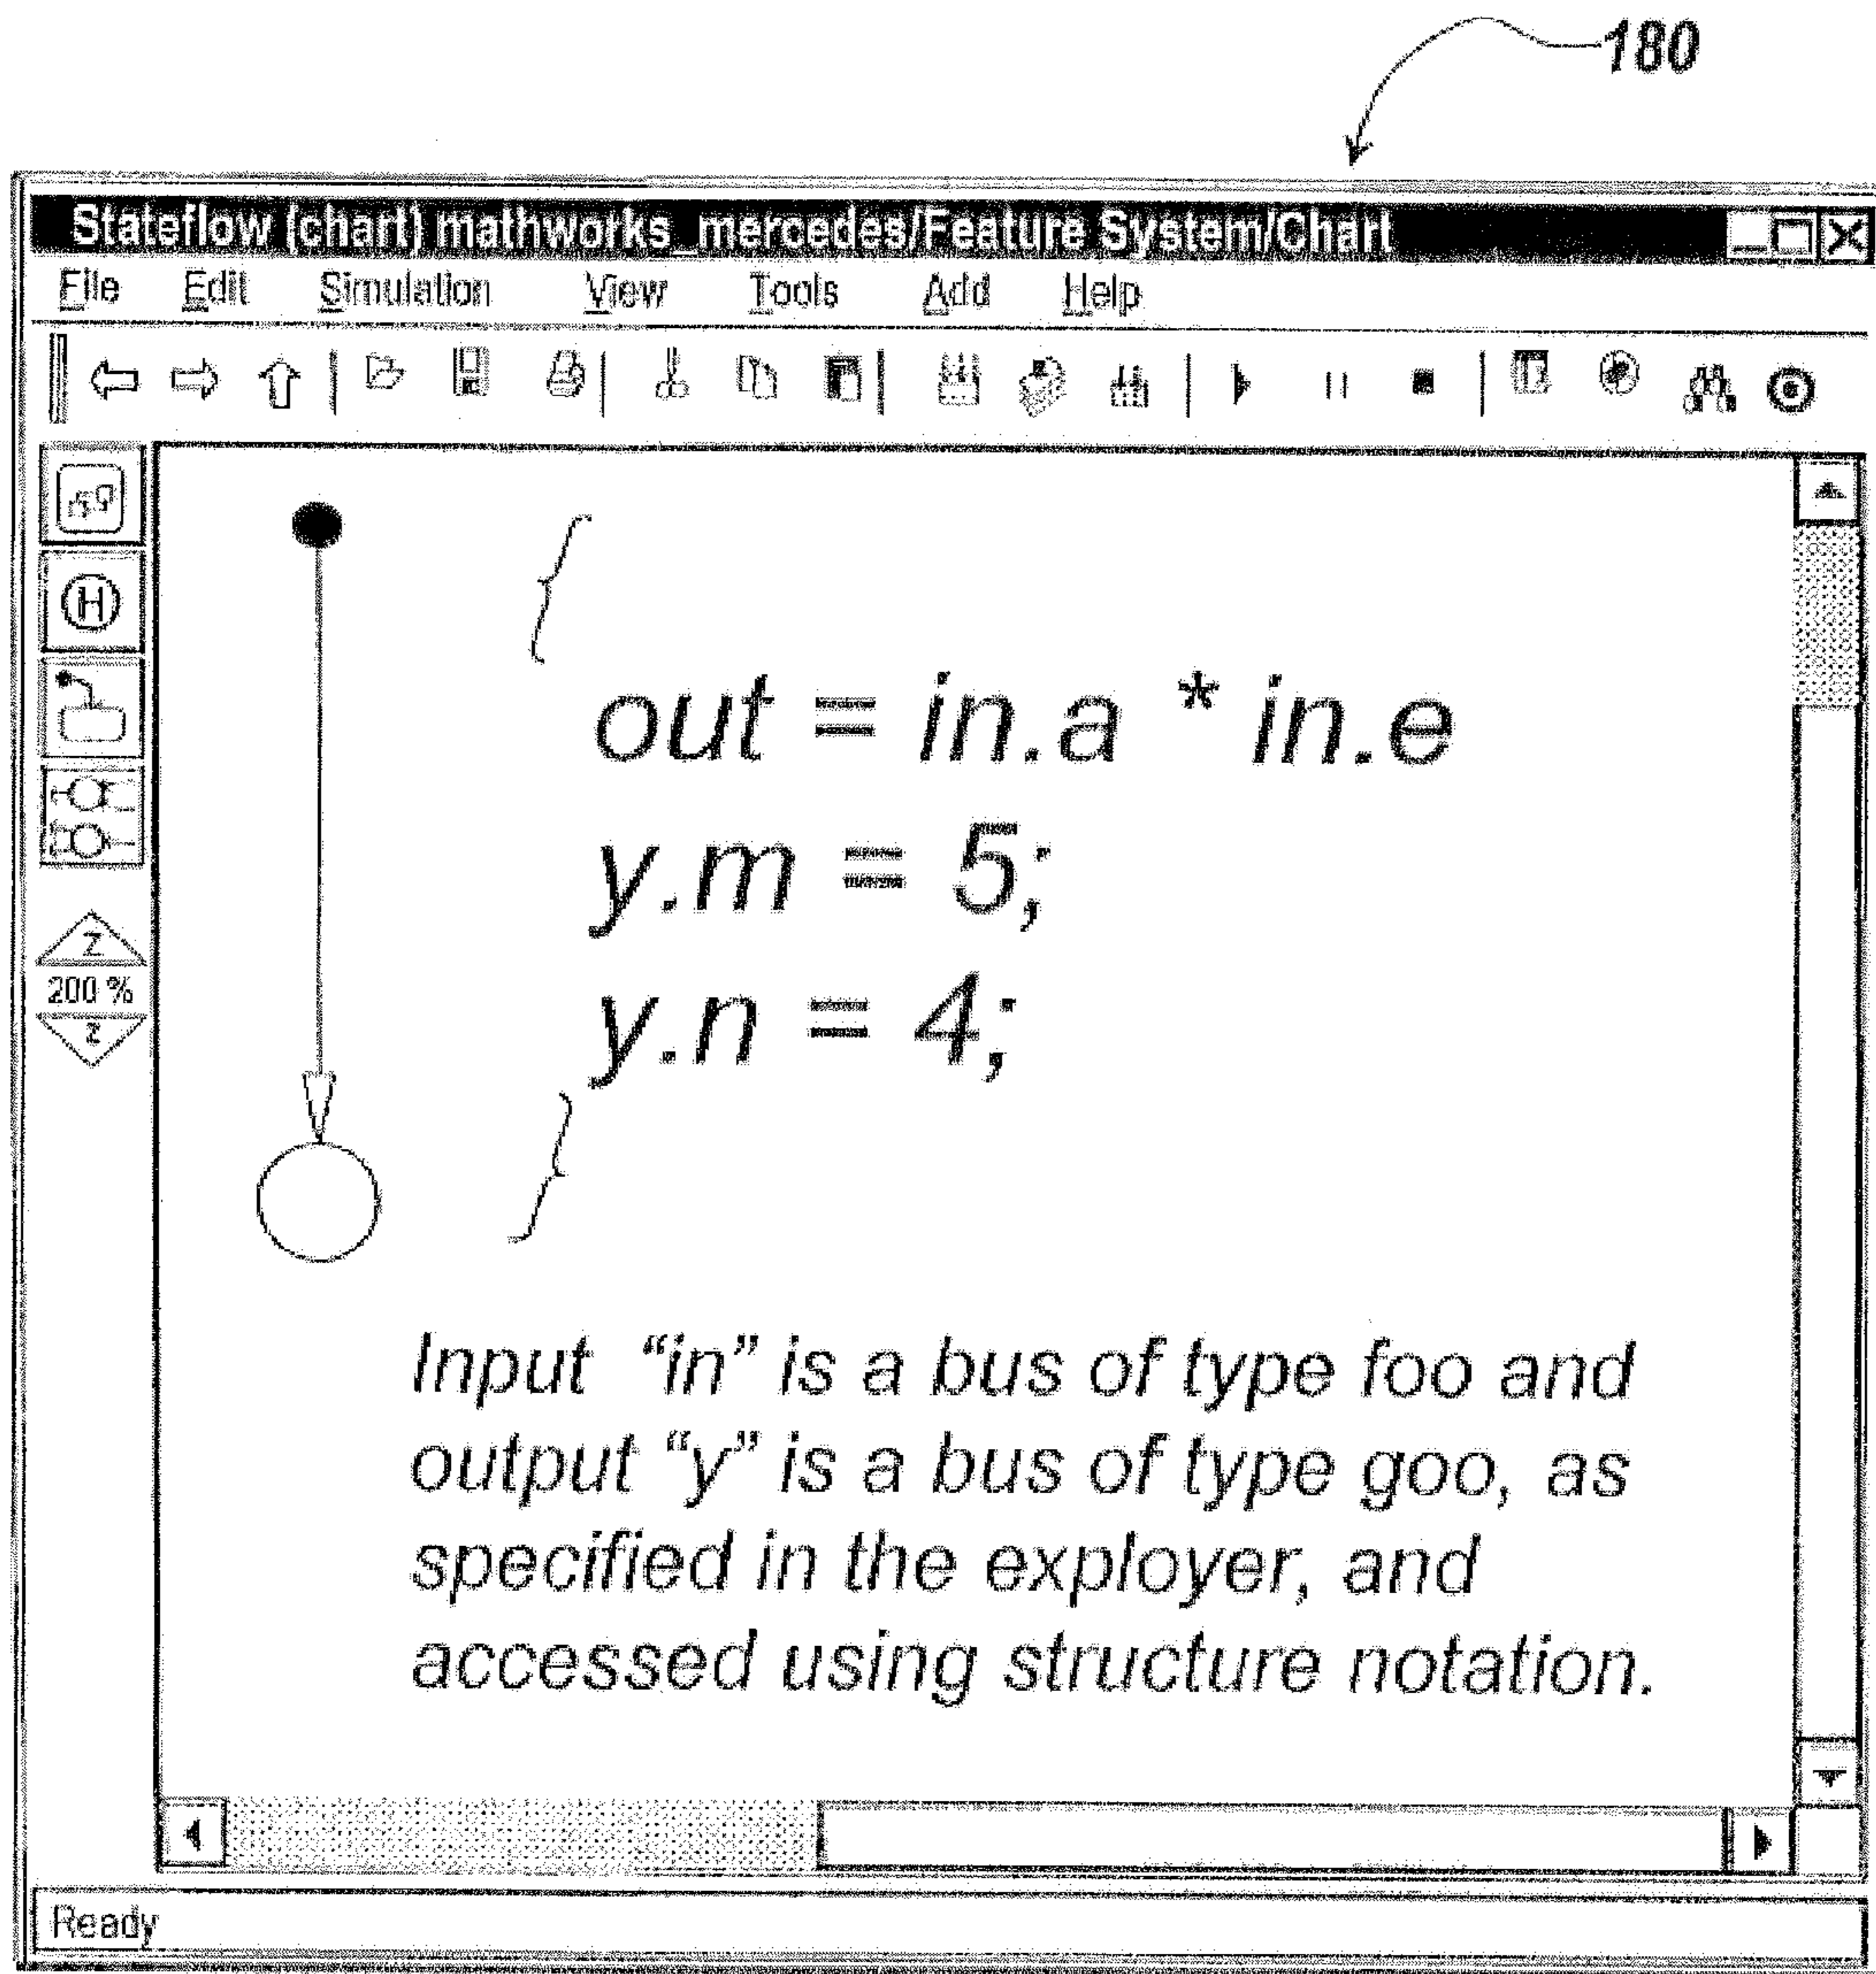 180
Stateflow (chart) mathworks_mercedes/Feature System/Chart
File Edit Simulation View Tools Add Help
H
Z
200 %
Z
{
out = in.a * in.e
y.m = 5;
y.n = 4;
}
Input “in” is a bus of type foo and
output “y” is a bus of type goo, as
specified in the exployer, and
accessed using structure notation.
Ready